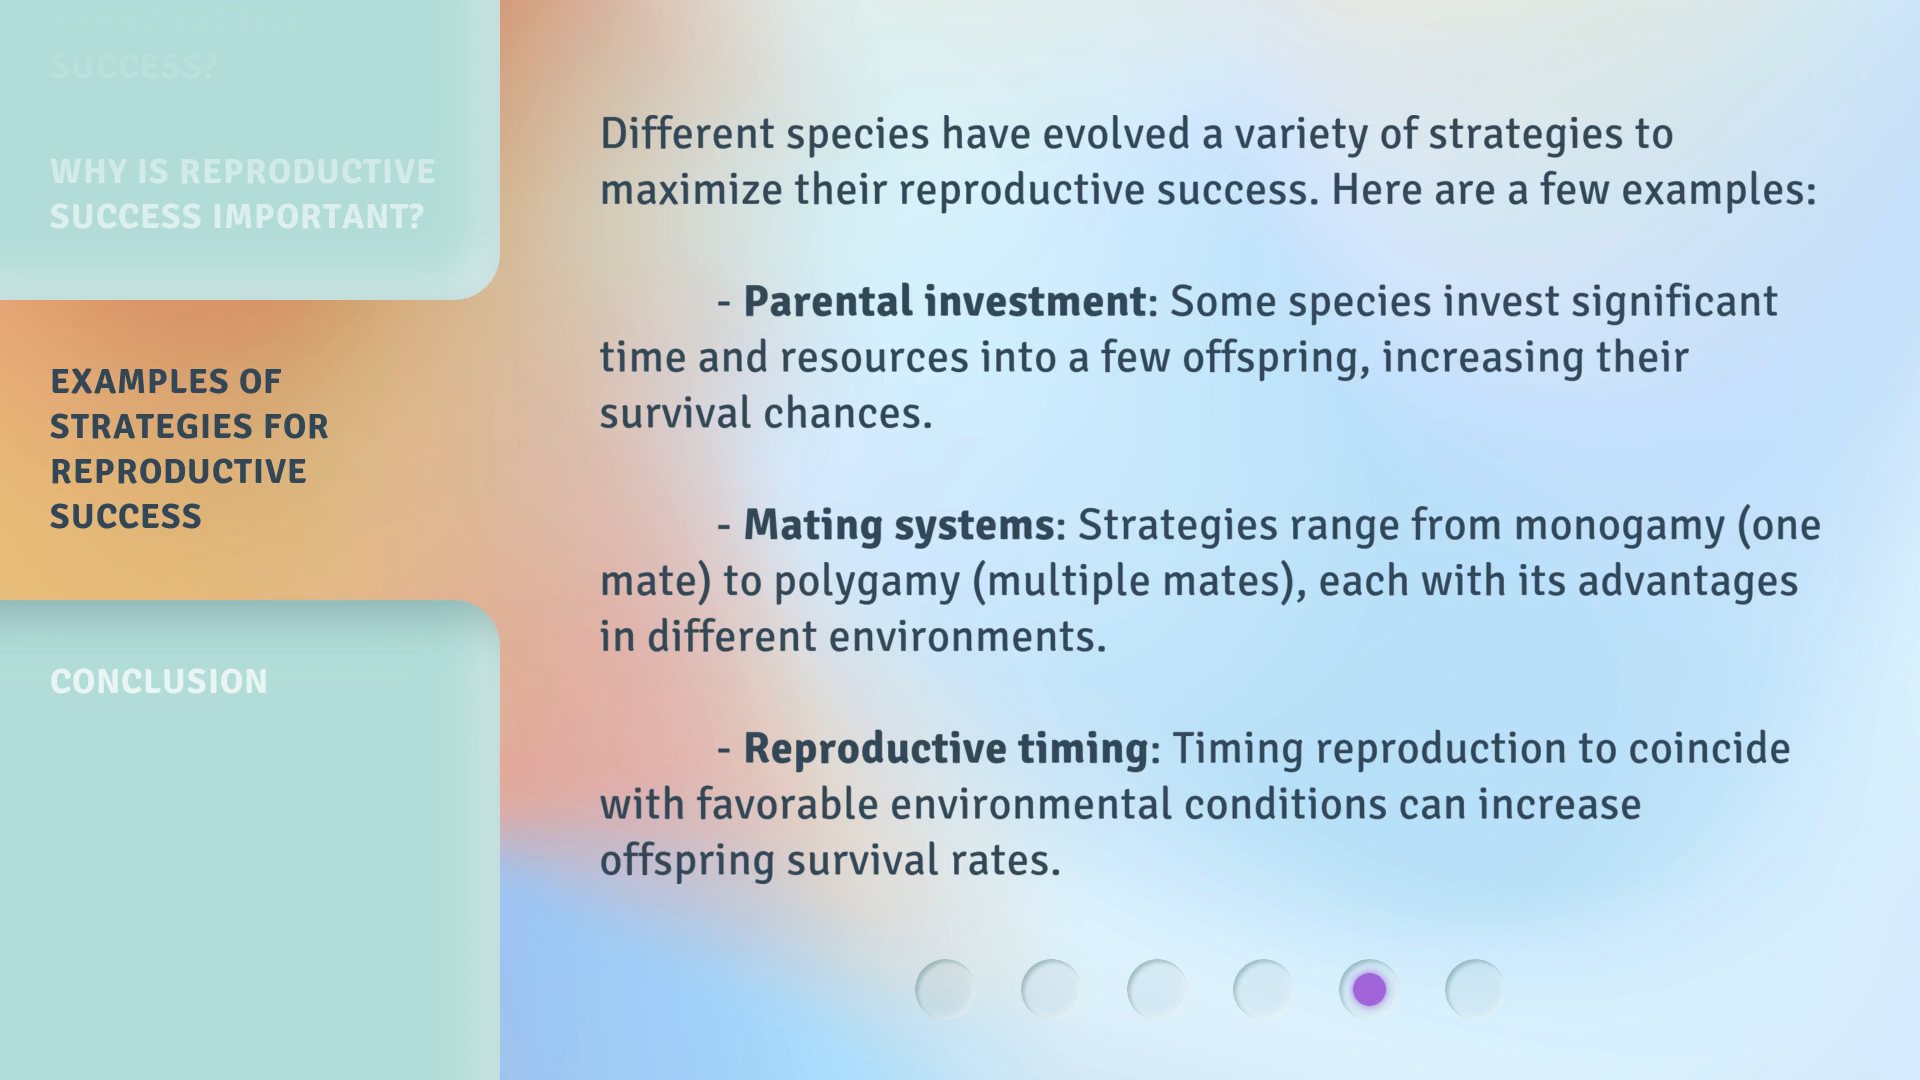 REPRODUCTIVE
SUCCESS?
WHY IS REPRODUCTIVE
SUCCESS IMPORTANT?
EXAMPLES OF
STRATEGIES FOR
REPRODUCTIVE
SUCCESS
CONCLUSION
Different species have evolved a variety of strategies to
maximize their reproductive success. Here are a few examples:
- Parental investment: Some species invest significant
time and resources into a few offspring, increasing their
survival chances.
- Mating systems: Strategies range from monogamy (one
mate) to polygamy (multiple mates), each with its advantages
in different environments.
- Reproductive timing: Timing reproduction to coincide
with favorable environmental conditions can increase
offspring survival rates.